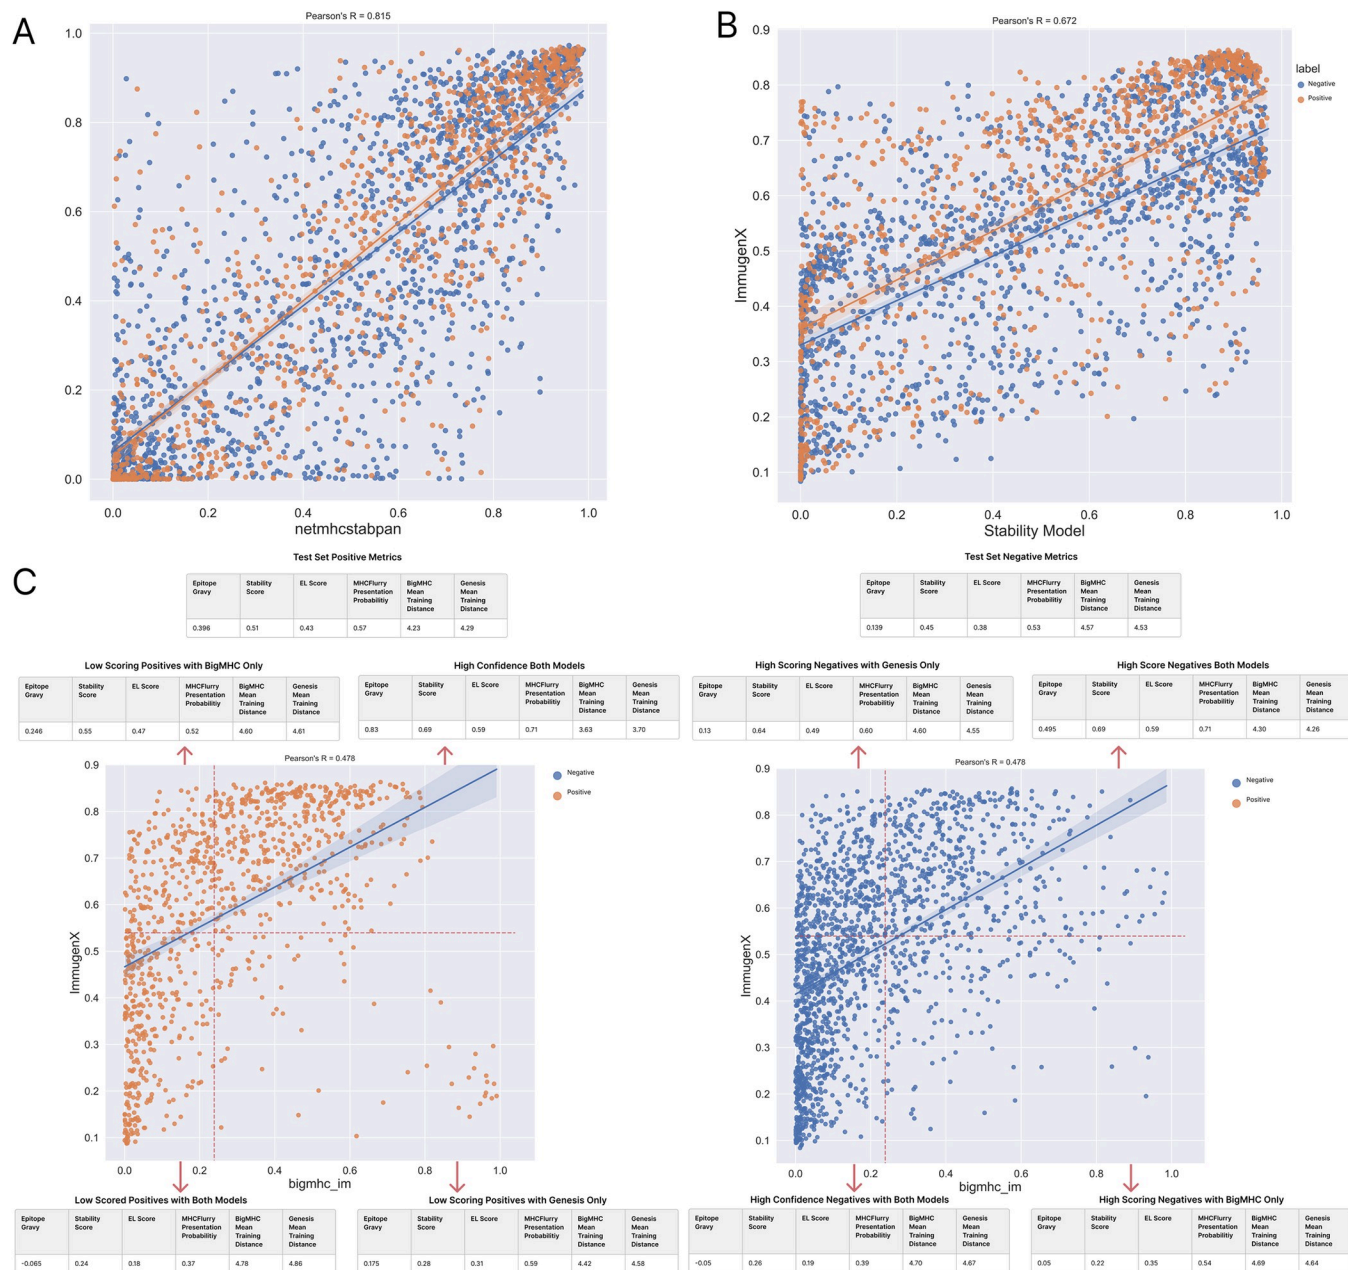 A
Pearson's R = 0.815
1.0
0.8
0.6
0.4
0.2
0.0
0.0 0.2 0.4 0.6 0.8 1.0
netmhcstabpan
B
Pearson's R = 0.672
0.9
0.8
0.7
0.6
0.5
0.4
0.3
0.2
0.1
ImmugenX
0.0 0.2 0.4 0.6 0.8 1.0
Stability Model
label
Negative
Positive
C
Test Set Positive Metrics
Epitope Gravy Stability Score EL Score MHCFlurry Presentation Probabilitiy BigMHC Mean Training Distance Genesis Mean Training Distance
0.396 0.51 0.43 0.57 4.23 4.29
Test Set Negative Metrics
Epitope Gravy Stability Score EL Score MHCFlurry Presentation Probabilitiy BigMHC Mean Training Distance Genesis Mean Training Distance
0.139 0.45 0.38 0.53 4.57 4.53
Low Scoring Positives with BigMHC Only
Epitope Gravy Stability Score EL Score MHCFlurry Presentation Probabilitiy BigMHC Mean Training Distance Genesis Mean Training Distance
0.246 0.55 0.47 0.52 4.60 4.61
High Confidence Both Models
Epitope Gravy Stability Score EL Score MHCFlurry Presentation Probabilitiy BigMHC Mean Training Distance Genesis Mean Training Distance
0.83 0.69 0.59 0.71 3.63 3.70
High Scoring Negatives with Genesis Only
Epitope Gravy Stability Score EL Score MHCFlurry Presentation Probabilitiy BigMHC Mean Training Distance Genesis Mean Training Distance
0.13 0.64 0.49 0.60 4.60 4.55
High Score Negatives Both Models
Epitope Gravy Stability Score EL Score MHCFlurry Presentation Probabilitiy BigMHC Mean Training Distance Genesis Mean Training Distance
0.495 0.69 0.59 0.71 4.30 4.26
Pearson's R = 0.478
0.9
0.8
0.7
0.6
0.5
0.4
0.3
0.2
0.1
ImmugenX
0.0 0.2 0.4 0.6 0.8 1.0
bigmhc_im
Negative
Positive
Pearson's R = 0.478
0.9
0.8
0.7
0.6
0.5
0.4
0.3
0.2
0.1
ImmugenX
0.0 0.2 0.4 0.6 0.8 1.0
bigmhc_im
Negative
Positive
Low Scored Positives with Both Models
Epitope Gravy Stability Score EL Score MHCFlurry Presentation Probabilitiy BigMHC Mean Training Distance Genesis Mean Training Distance
-0.065 0.24 0.18 0.37 4.78 4.86
Low Scoring Positives with Genesis Only
Epitope Gravy Stability Score EL Score MHCFlurry Presentation Probabilitiy BigMHC Mean Training Distance Genesis Mean Training Distance
0.175 0.28 0.31 0.59 4.42 4.58
High Confidence Negatives with Both Models
Epitope Gravy Stability Score EL Score MHCFlurry Presentation Probabilitiy BigMHC Mean Training Distance Genesis Mean Training Distance
-0.05 0.26 0.19 0.39 4.70 4.67
High Scoring Negatives with BigMHC Only
Epitope Gravy Stability Score EL Score MHCFlurry Presentation Probabilitiy BigMHC Mean Training Distance Genesis Mean Training Distance
0.05 0.22 0.35 0.54 4.69 4.64